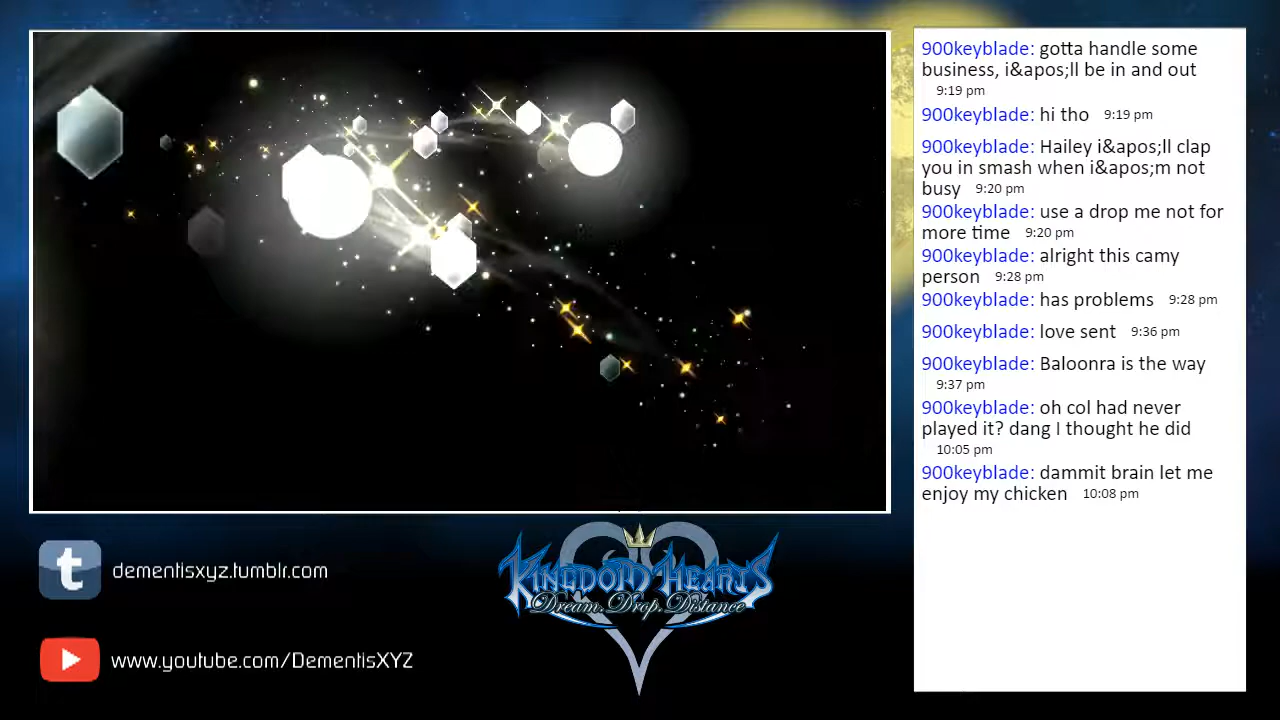 900keyblade: gotta handle some
business, i&apos;ll be in and out
9:19 pm
900keyblade: hi tho 9:19 pm
900keyblade: Hailey i&apos;ll clap
you in smash when i&apos;m not
busy 9:20 pm
900keyblade: use a drop me not for
more time 9:20 pm
900keyblade: alright this camy
person 9:28 pm
900keyblade: has problems 9:28 pm
900keyblade: love sent 9:36 pm
900keyblade: Baloonra is the way
9:37 pm
900keyblade: oh col had never
played it? dang I thought he did
10:05 pm
900keyblade: dammit brain let me
enjoy my chicken 10:08 pm
t dementisxyz.tumblr.com
KINGDOM HEARTS
Dream.Drop.Distance
www.youtube.com/DementisXYZ